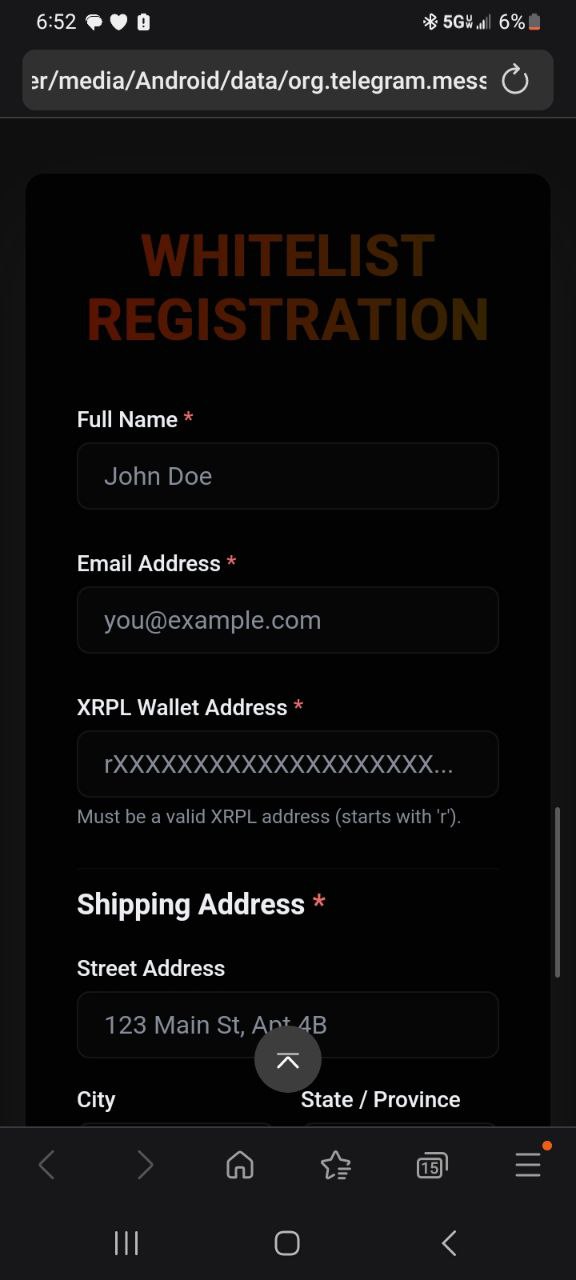 6:52
5G 6%
er/media/Android/data/org.telegram.mess
WHITELIST
REGISTRATION
Full Name *
John Doe
Email Address *
you@example.com
XRPL Wallet Address *
rXXXXXXXXXXXXXXXXXXXX...
Must be a valid XRPL address (starts with 'r').
Shipping Address *
Street Address
123 Main St, Apt 4B
City State / Province
15